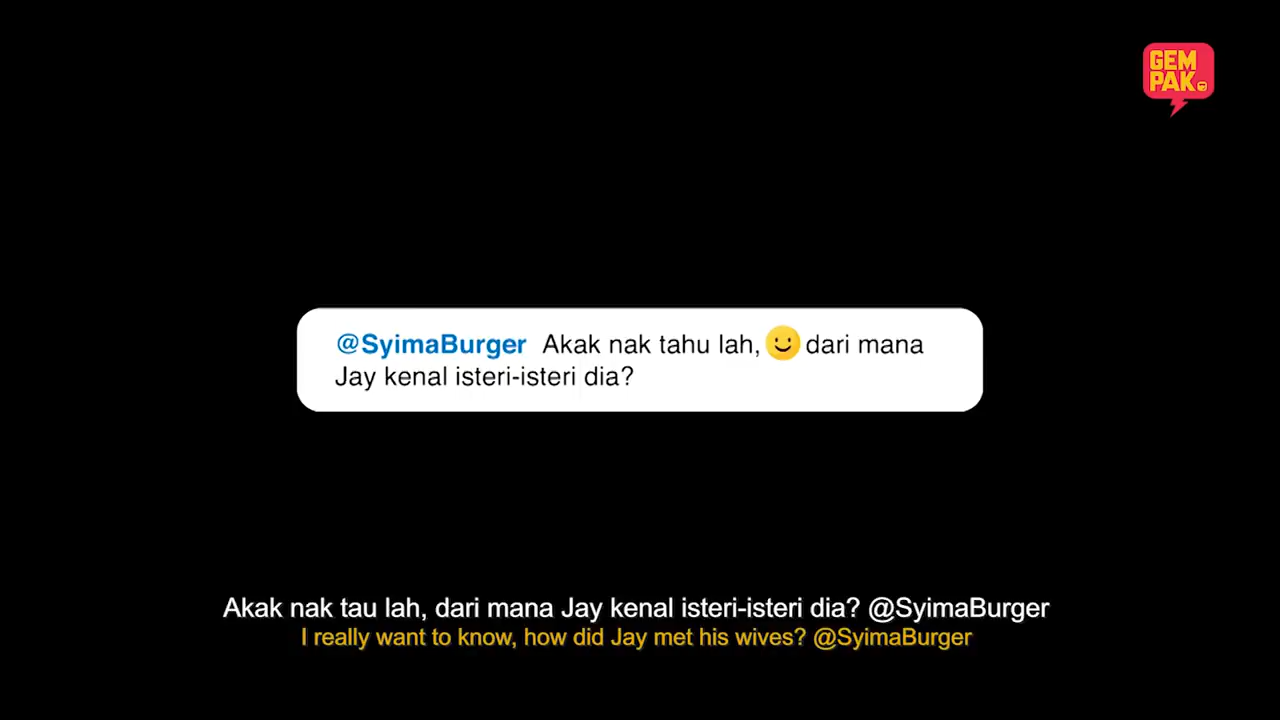 GEM
PAK
@SyimaBurger Akak nak tahu lah, 🙂 dari mana
Jay kenal isteri-isteri dia?
Akak nak tau lah, dari mana Jay kenal isteri-isteri dia? @SyimaBurger
I really want to know, how did Jay met his wives? @SyimaBurger